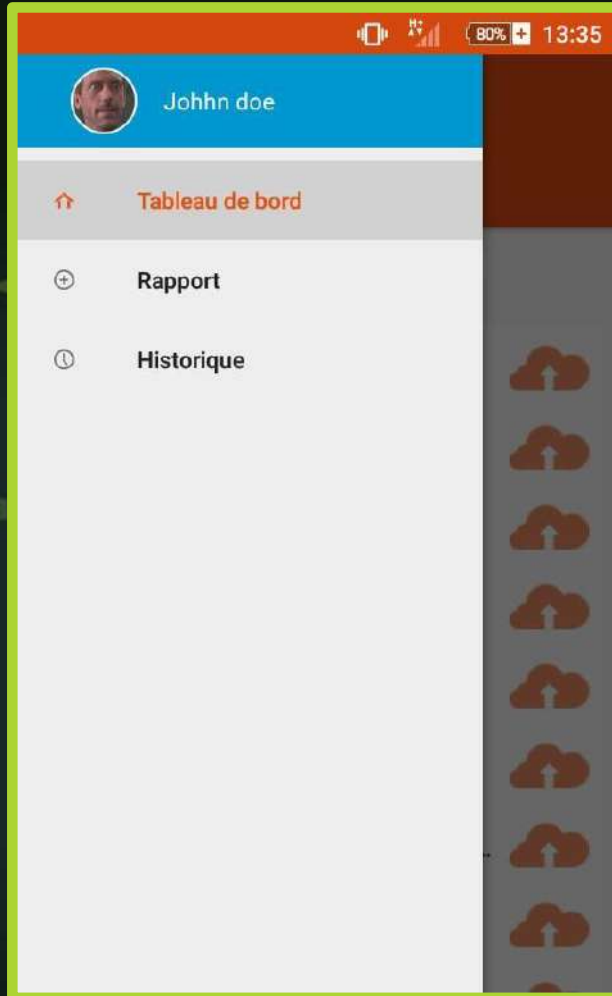 H+
80% 13:35
Johhn doe
Tableau de bord
Rapport
Historique
..